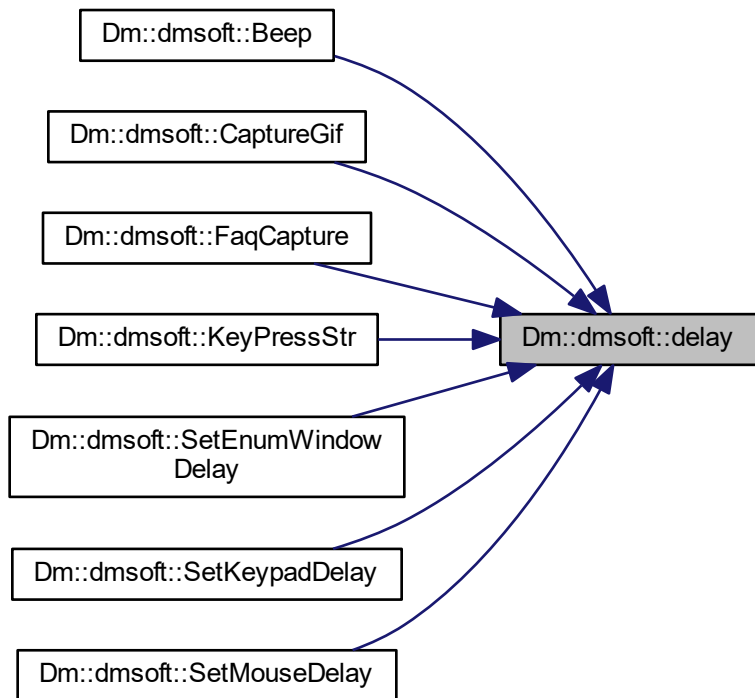 Dm::dmsoft::Beep
Dm::dmsoft::CaptureGif
Dm::dmsoft::FaqCapture
Dm::dmsoft::KeyPressStr
Dm::dmsoft::delay
Dm::dmsoft::SetEnumWindow
Delay
Dm::dmsoft::SetKeypadDelay
Dm::dmsoft::SetMouseDelay